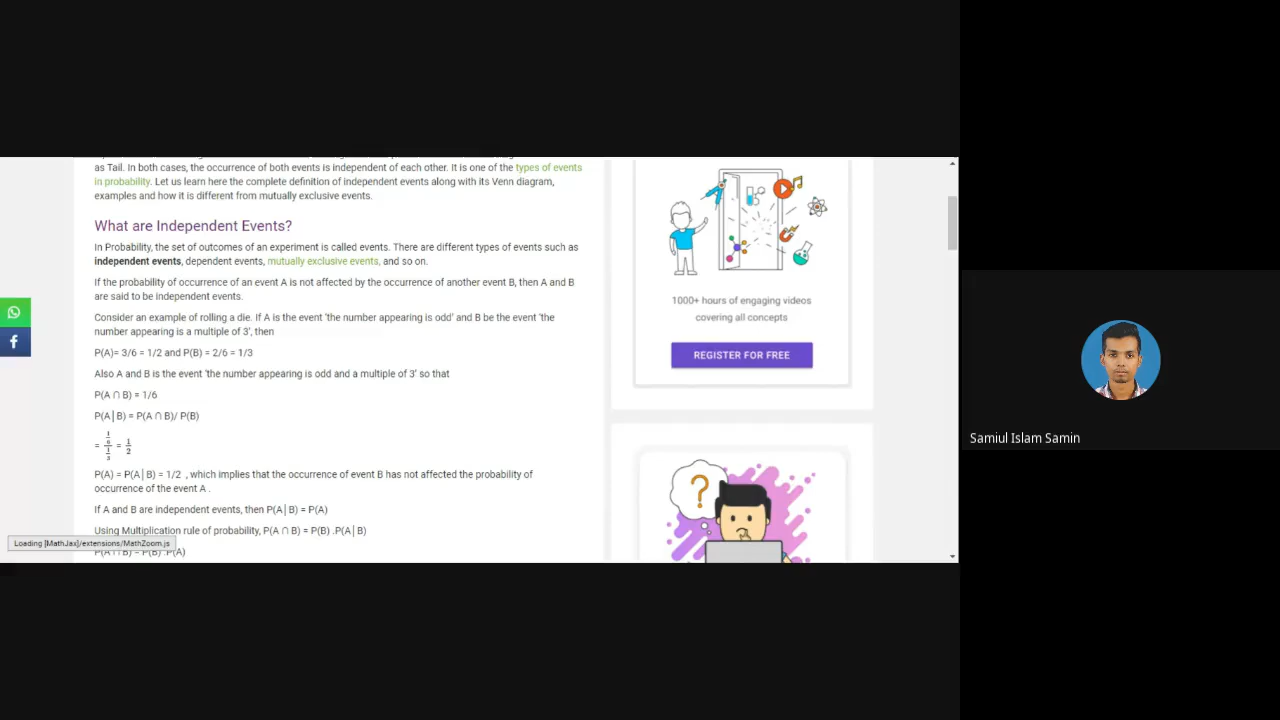 as Tail. In both cases, the occurrence of both events is independent of each other. It is one of the types of events
in probability. Let us learn here the complete definition of independent events along with its Venn diagram,
examples and how it is different from mutually exclusive events.
What are Independent Events?
In Probability, the set of outcomes of an experiment is called events. There are different types of events such as
independent events, dependent events, mutually exclusive events, and so on.
If the probability of occurrence of an event A is not affected by the occurrence of another event B, then A and B
are said to be independent events.
Consider an example of rolling a die. If A is the event 'the number appearing is odd' and B be the event 'the
number appearing is a multiple of 3', then
P(A)= 3/6 = 1/2 and P(B) = 2/6 = 1/3
Also A and B is the event 'the number appearing is odd and a multiple of 3' so that
P(A ∩ B) = 1/6
P(A│B) = P(A ∩ B)/ P(B)
= (1/6)/(1/3) = 1/2
P(A) = P(A│B) = 1/2 , which implies that the occurrence of event B has not affected the probability of
occurrence of the event A .
If A and B are independent events, then P(A│B) = P(A)
Using Multiplication rule of probability, P(A ∩ B) = P(B) .P(A│B)
P(A ∩ B) = P(B) .P(A)
Loading [MathJax]/extensions/MathZoom.js
1000+ hours of engaging videos
covering all concepts
REGISTER FOR FREE
?
Samiul Islam Samin